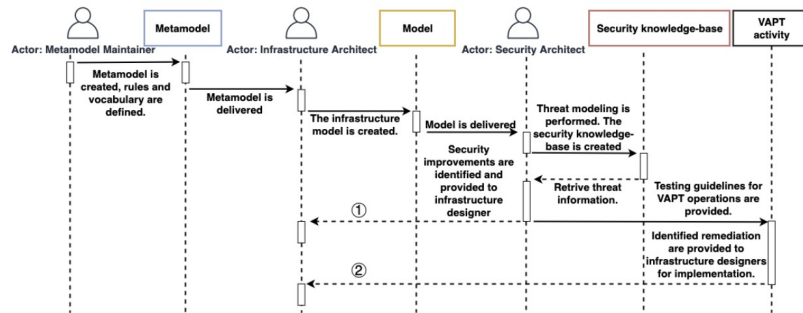 Metamodel
Model
Security knowledge-base
VAPT
activity
Actor: Metamodel Maintainer
Actor: Infrastructure Architect
Actor: Security Architect
Metamodel is
created, rules and
vocabulary are
defined.
Metamodel is
delivered
The infrastructure
model is created.
Model is delivered
Threat modeling is
performed. The
security knowledge-
base is created
Security
improvements are
identified and
provided to
infrastructure
designer
Retrive threat
information.
Testing guidelines for
VAPT operations are
provided.
①
Identified remediation
are provided to
infrastructure designers
for implementation.
②